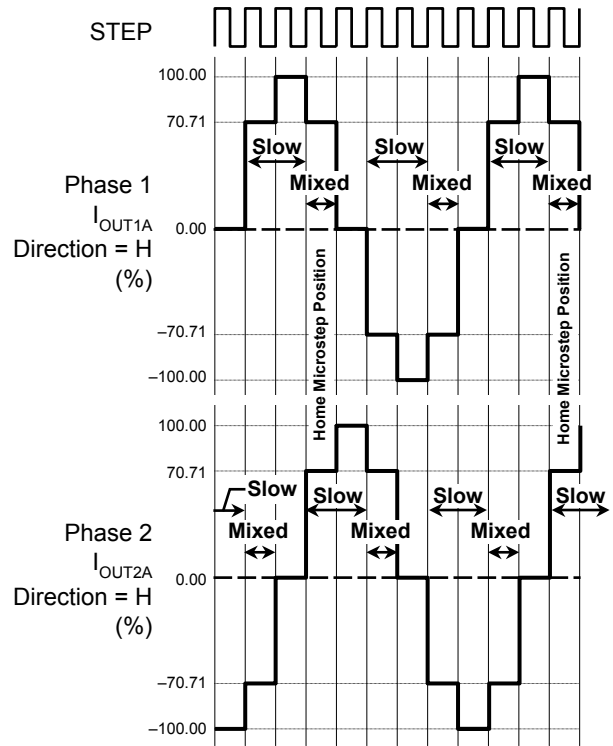 STEP
100.00
70.71
Slow
Slow
Slow
Mixed
Mixed
Mixed
Phase 1
I_OUT1A
Direction = H
(%)
0.00
–70.71
–100.00
Home Microstep Position
Home Microstep Position
100.00
70.71
Slow
Slow
Slow
Slow
Mixed
Mixed
Mixed
Phase 2
I_OUT2A
Direction = H
(%)
0.00
–70.71
–100.00